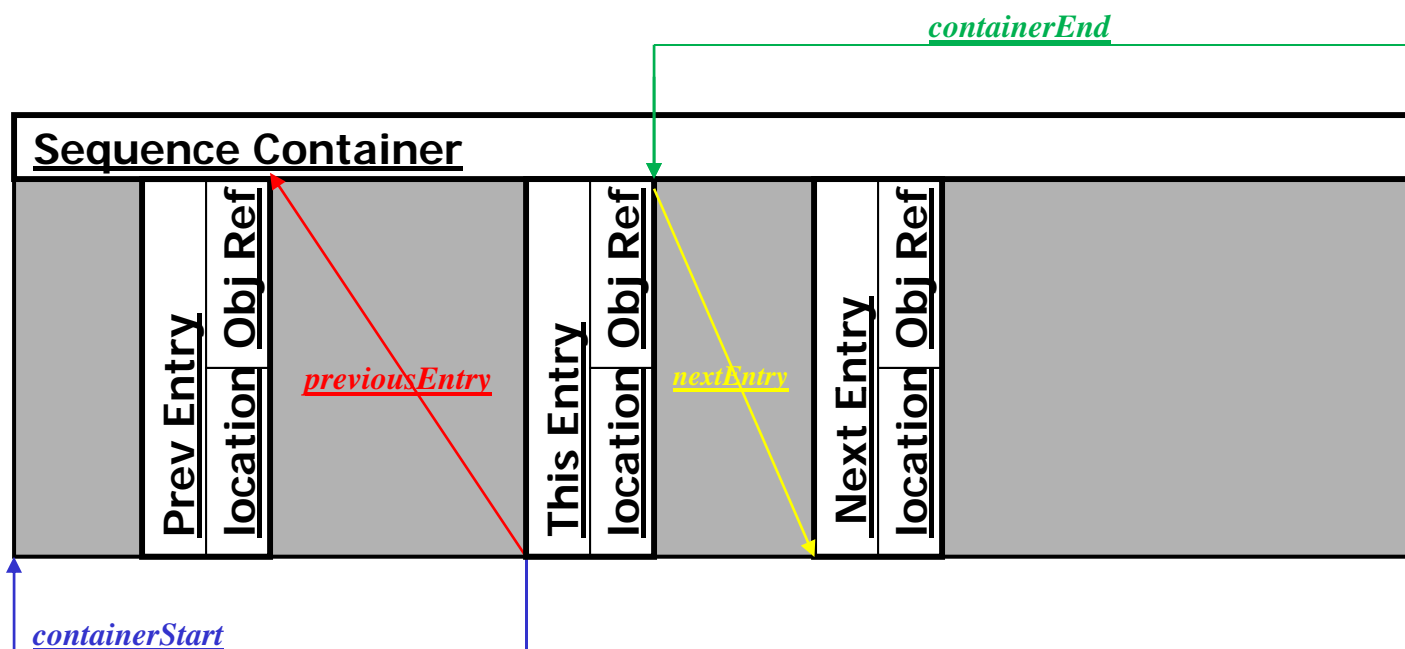 containerEnd
Sequence Container
Prev Entry
location
Obj Ref
previousEntry
This Entry
location
Obj Ref
nextEntry
Next Entry
location
Obj Ref
containerStart